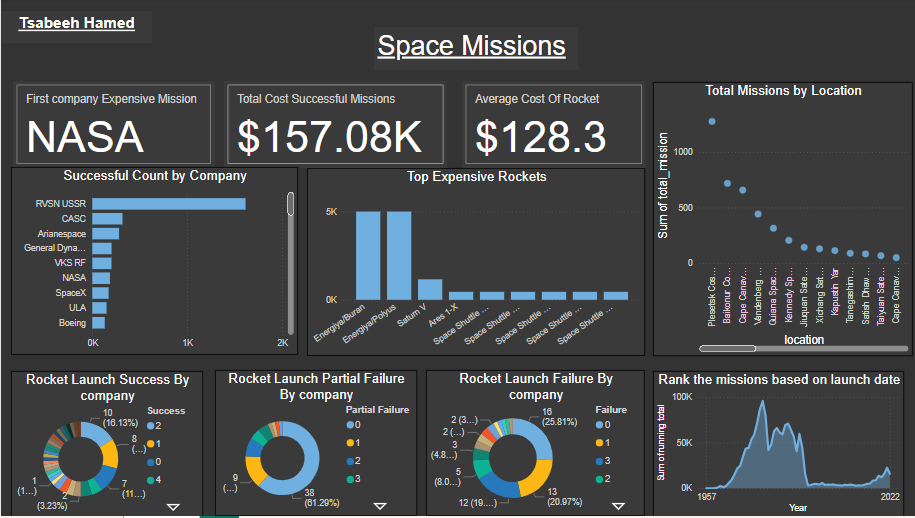 Tsabeeh Hamed
Space Missions
First company Expensive Mission
NASA
Total Cost Successful Missions
$157.08K
Average Cost Of Rocket
$128.3
Total Missions by Location
Sum of total_mission
1000
500
0
Plesetsk Cos...
Baikonur Co...
Cape Canav...
Vandenberg ...
Guiana Spac...
Kennedy Sp...
Jiuquan Sate...
Xichang Sat...
Kapustin Yar
Tanegashim...
Satish Dhaw...
Taiyuan Sate...
Cape Canav...
location
Successful Count by Company
RVSN USSR
CASC
Arianespace
General Dyna...
VKS RF
NASA
SpaceX
ULA
Boeing
0K 1K 2K
Top Expensive Rockets
5K
0K
Energiya/Buran
Energiya/Polyus
Saturn V
Ares 1-X
Space Shuttle ...
Space Shuttle ...
Space Shuttle ...
Space Shuttle ...
Space Shuttle ...
Rocket Launch Success By
company
10
(16.13%)
8
(...)
7
(11...)
2
(3.23%)
1
(1...)
Success
2
1
0
4
Rocket Launch Partial Failure
By company
9
(...)
38
(61.29%)
Partial Failure
0
1
2
3
Rocket Launch Failure By
company
16
(25.81%)
13
(20.97%)
12 (19....)
5
(8.0...)
3
(4.8...)
2 (...)
2 (3...)
Failure
0
1
3
2
Rank the missions based on launch date
Sum of running total
100K
50K
0K
1957 2022
Year